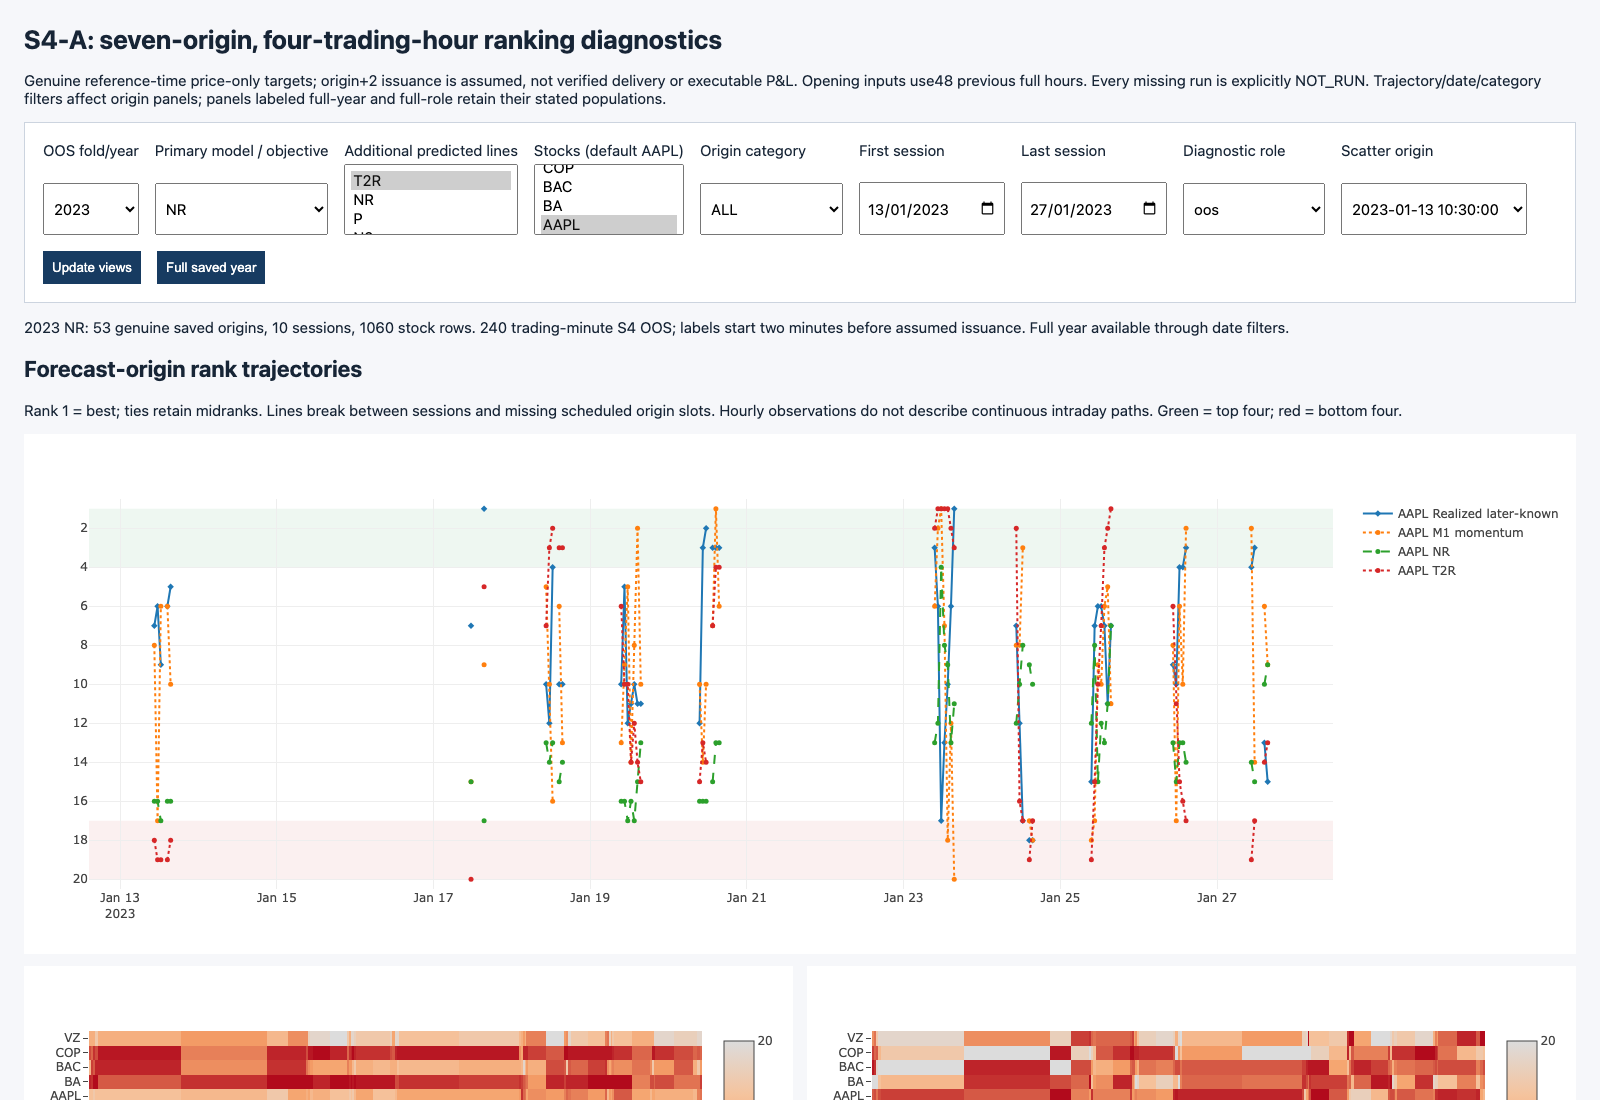 S4-A: seven-origin, four-trading-hour ranking diagnostics
Genuine reference-time price-only targets; origin+2 issuance is assumed, not verified delivery or executable P&L. Opening inputs use48 previous full hours. Every missing run is explicitly NOT_RUN. Trajectory/date/category
filters affect origin panels; panels labeled full-year and full-role retain their stated populations.
OOS fold/year Primary model / objective Additional predicted lines Stocks (default AAPL) Origin category First session Last session Diagnostic role Scatter origin
2023 NR ALL 13/01/2023 27/01/2023 oos 2023-01-13 10:30:00
T2R
NR
P
COP
BAC
BA
AAPL
Update views Full saved year
2023 NR: 53 genuine saved origins, 10 sessions, 1060 stock rows. 240 trading-minute S4 OOS; labels start two minutes before assumed issuance. Full year available through date filters.
Forecast-origin rank trajectories
Rank 1 = best; ties retain midranks. Lines break between sessions and missing scheduled origin slots. Hourly observations do not describe continuous intraday paths. Green = top four; red = bottom four.
2
4
6
8
10
12
14
16
18
20
Jan 13 Jan 15 Jan 17 Jan 19 Jan 21 Jan 23 Jan 25 Jan 27
2023
AAPL Realized later-known
AAPL M1 momentum
AAPL NR
AAPL T2R
VZ
COP
BAC
BA
AAPL
20
VZ
COP
BAC
BA
AAPL
20